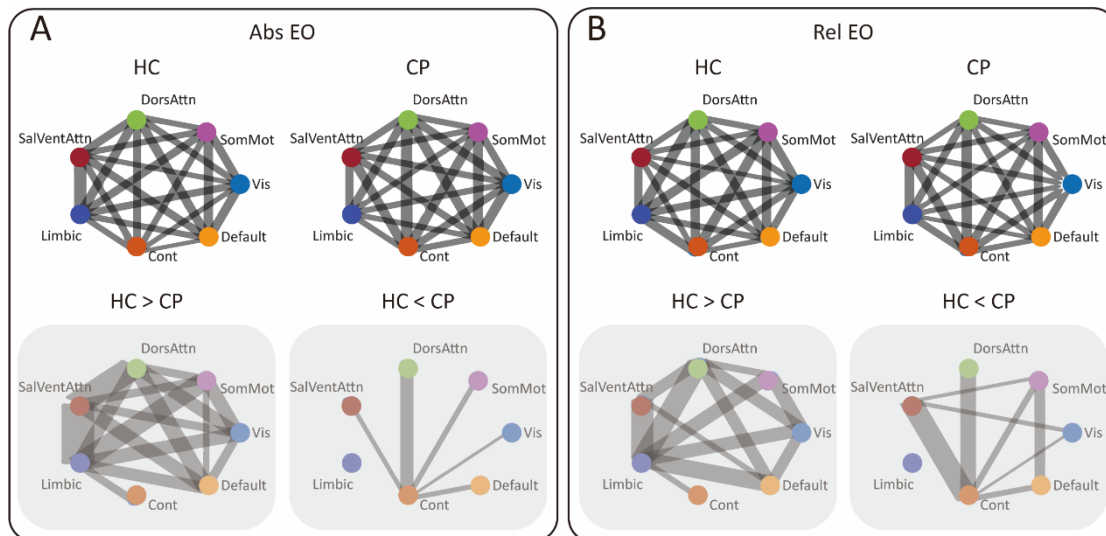 A
Abs EO
HC
CP
DorsAttn
SalVentAttn
SomMot
Vis
Limbic
Default
Cont
DorsAttn
SalVentAttn
SomMot
Vis
Limbic
Default
Cont
HC > CP
HC < CP
DorsAttn
SalVentAttn
SomMot
Vis
Limbic
Default
Cont
DorsAttn
SalVentAttn
SomMot
Vis
Limbic
Default
Cont
B
Rel EO
HC
CP
DorsAttn
SalVentAttn
SomMot
Vis
Limbic
Default
Cont
DorsAttn
SalVentAttn
SomMot
Vis
Limbic
Default
Cont
HC > CP
HC < CP
DorsAttn
SalVentAttn
SomMot
Vis
Limbic
Default
Cont
DorsAttn
SalVentAttn
SomMot
Vis
Limbic
Default
Cont